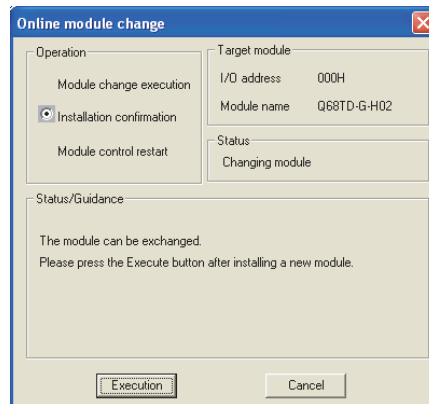 Online module change
Operation
Module change execution
Installation confirmation
Module control restart
Target module
I/O address 000H
Module name Q68TD-G-H02
Status
Changing module
Status/Guidance
The module can be exchanged.
Please press the Execute button after installing a new module.
Execution Cancel